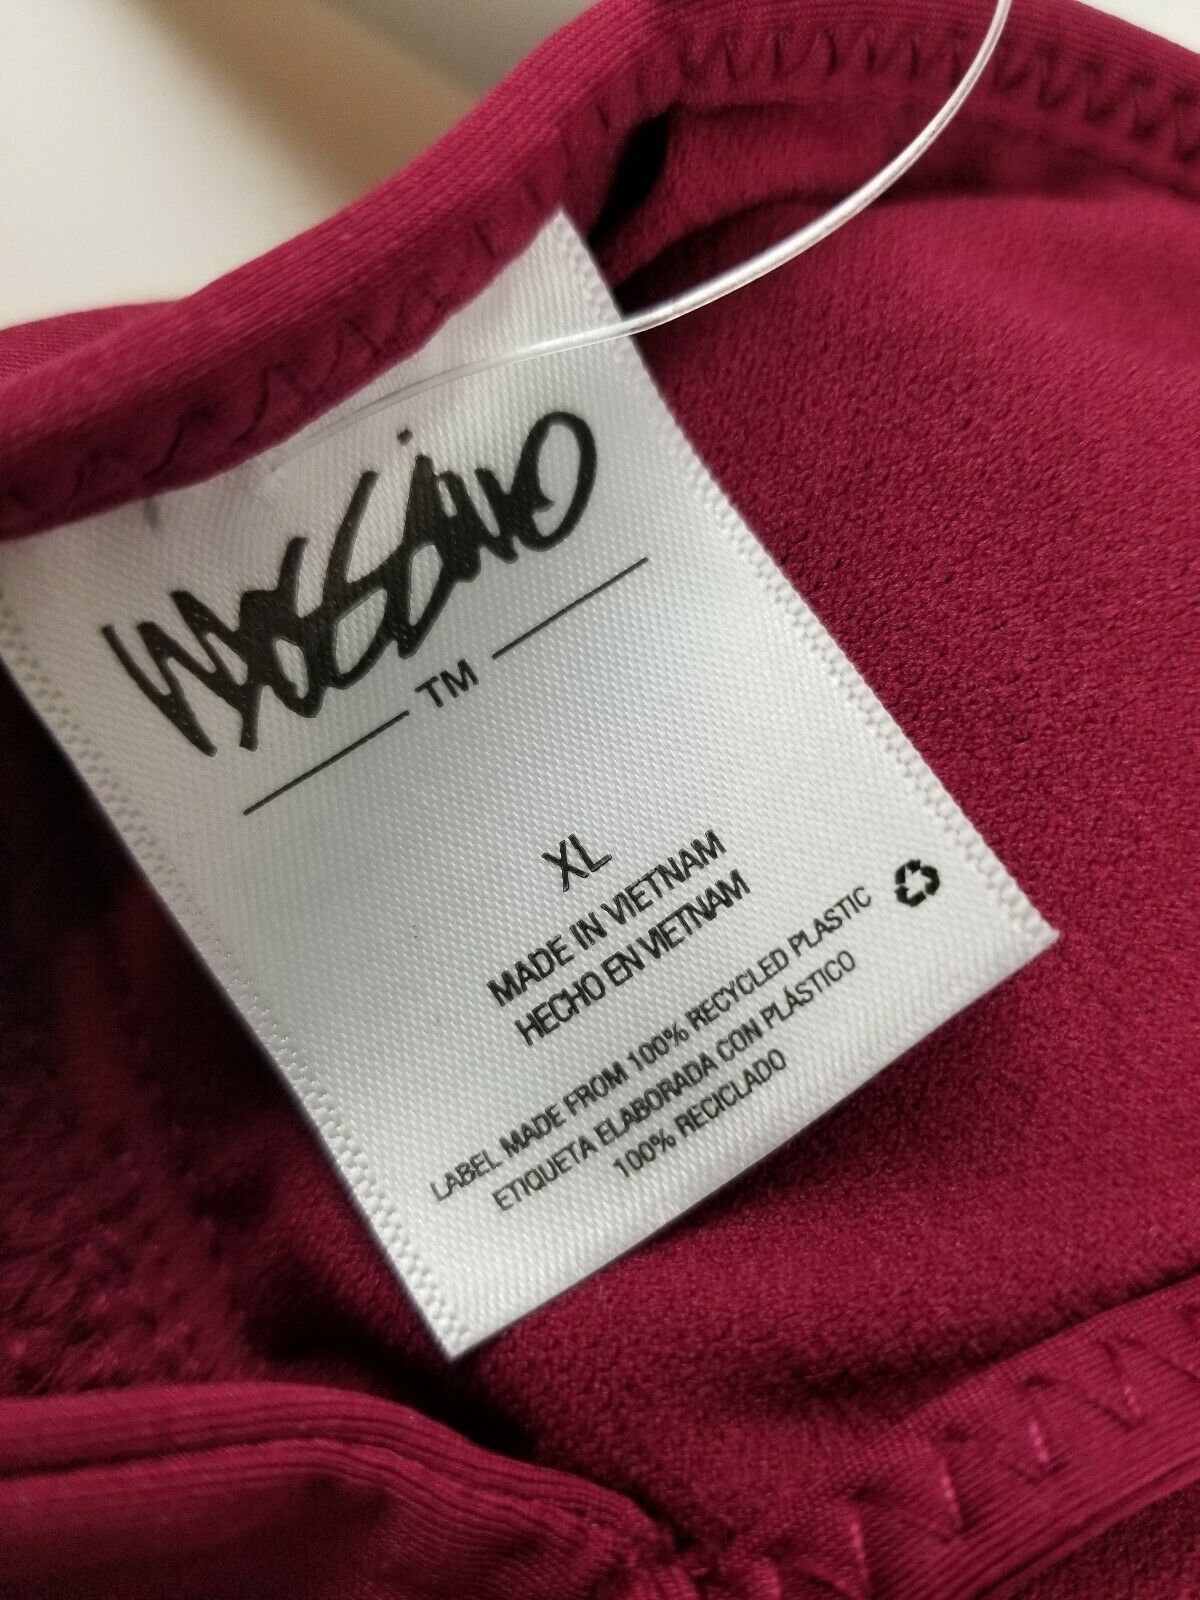 Mossimo
TM
XL
MADE IN VIETNAM
HECHO EN VIETNAM
LABEL MADE FROM 100% RECYCLED PLASTIC
ETIQUETA ELABORADA CON PLÁSTICO
100% RECICLADO